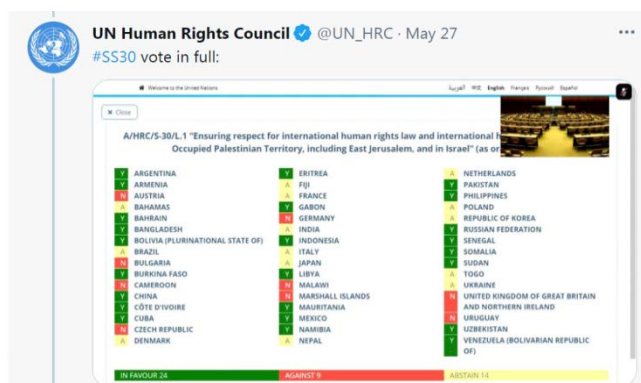 UN Human Rights Council @UN_HRC · May 27
#SS30 vote in full:
Welcome to the United Nations
العربية 中文 English Français Русский Español
× Close
A/HRC/S-30/L.1 "Ensuring respect for international human rights law and international h
Occupied Palestinian Territory, including East Jerusalem, and in Israel" (as or
Y ARGENTINA
Y ARMENIA
N AUSTRIA
A BAHAMAS
Y BAHRAIN
Y BANGLADESH
Y BOLIVIA (PLURINATIONAL STATE OF)
A BRAZIL
N BULGARIA
Y BURKINA FASO
N CAMEROON
Y CHINA
Y CÔTE D'IVOIRE
Y CUBA
N CZECH REPUBLIC
A DENMARK
Y ERITREA
A FIJI
A FRANCE
Y GABON
N GERMANY
A INDIA
Y INDONESIA
A ITALY
A JAPAN
Y LIBYA
N MALAWI
N MARSHALL ISLANDS
Y MAURITANIA
Y MEXICO
Y NAMIBIA
A NEPAL
A NETHERLANDS
Y PAKISTAN
Y PHILIPPINES
A POLAND
A REPUBLIC OF KOREA
Y RUSSIAN FEDERATION
Y SENEGAL
Y SOMALIA
Y SUDAN
A TOGO
A UKRAINE
N UNITED KINGDOM OF GREAT BRITAIN
AND NORTHERN IRELAND
N URUGUAY
Y UZBEKISTAN
Y VENEZUELA (BOLIVARIAN REPUBLIC
OF)
IN FAVOUR 24
AGAINST 9
ABSTAIN 14